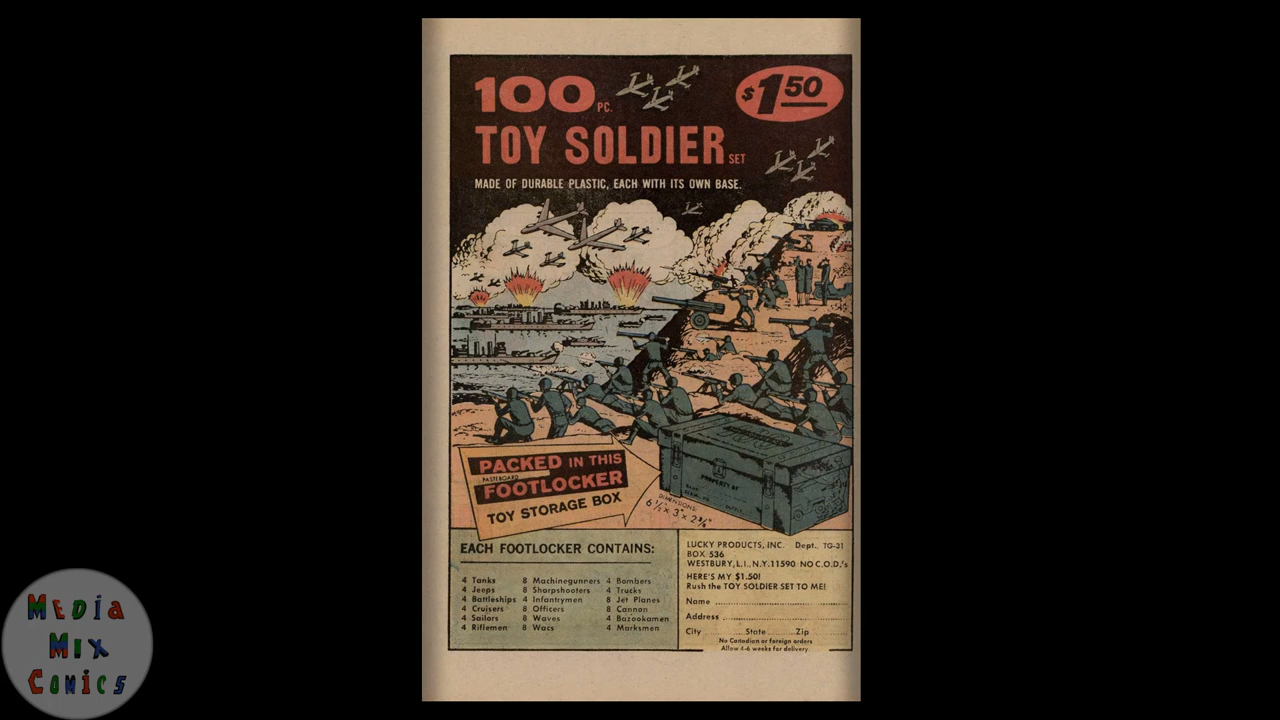 100 PC.
$1.50
TOY SOLDIER SET
MADE OF DURABLE PLASTIC, EACH WITH ITS OWN BASE.
PACKED IN THIS
PASTEBOARD
FOOTLOCKER
TOY STORAGE BOX
PROPERTY OF
DIMENSIONS:
6 1/2" x 3" x 2 3/8"
EACH FOOTLOCKER CONTAINS:
4 Tanks
4 Jeeps
4 Battleships
4 Cruisers
4 Sailors
4 Riflemen
8 Machinegunners
8 Sharpshooters
4 Infantrymen
8 Officers
8 Waves
8 Wacs
4 Bombers
4 Trucks
8 Jet Planes
8 Cannon
4 Bazookamen
4 Marksmen
LUCKY PRODUCTS, INC. Dept. TG-31
BOX 536
WESTBURY, L.I., N.Y. 11590 NO C.O.D.'s
HERE'S MY $1.50!
Rush the TOY SOLDIER SET TO ME!
Name
Address
City State Zip
No Canadian or foreign orders
Allow 4-6 weeks for delivery
MEDIA
MIX
COMICS